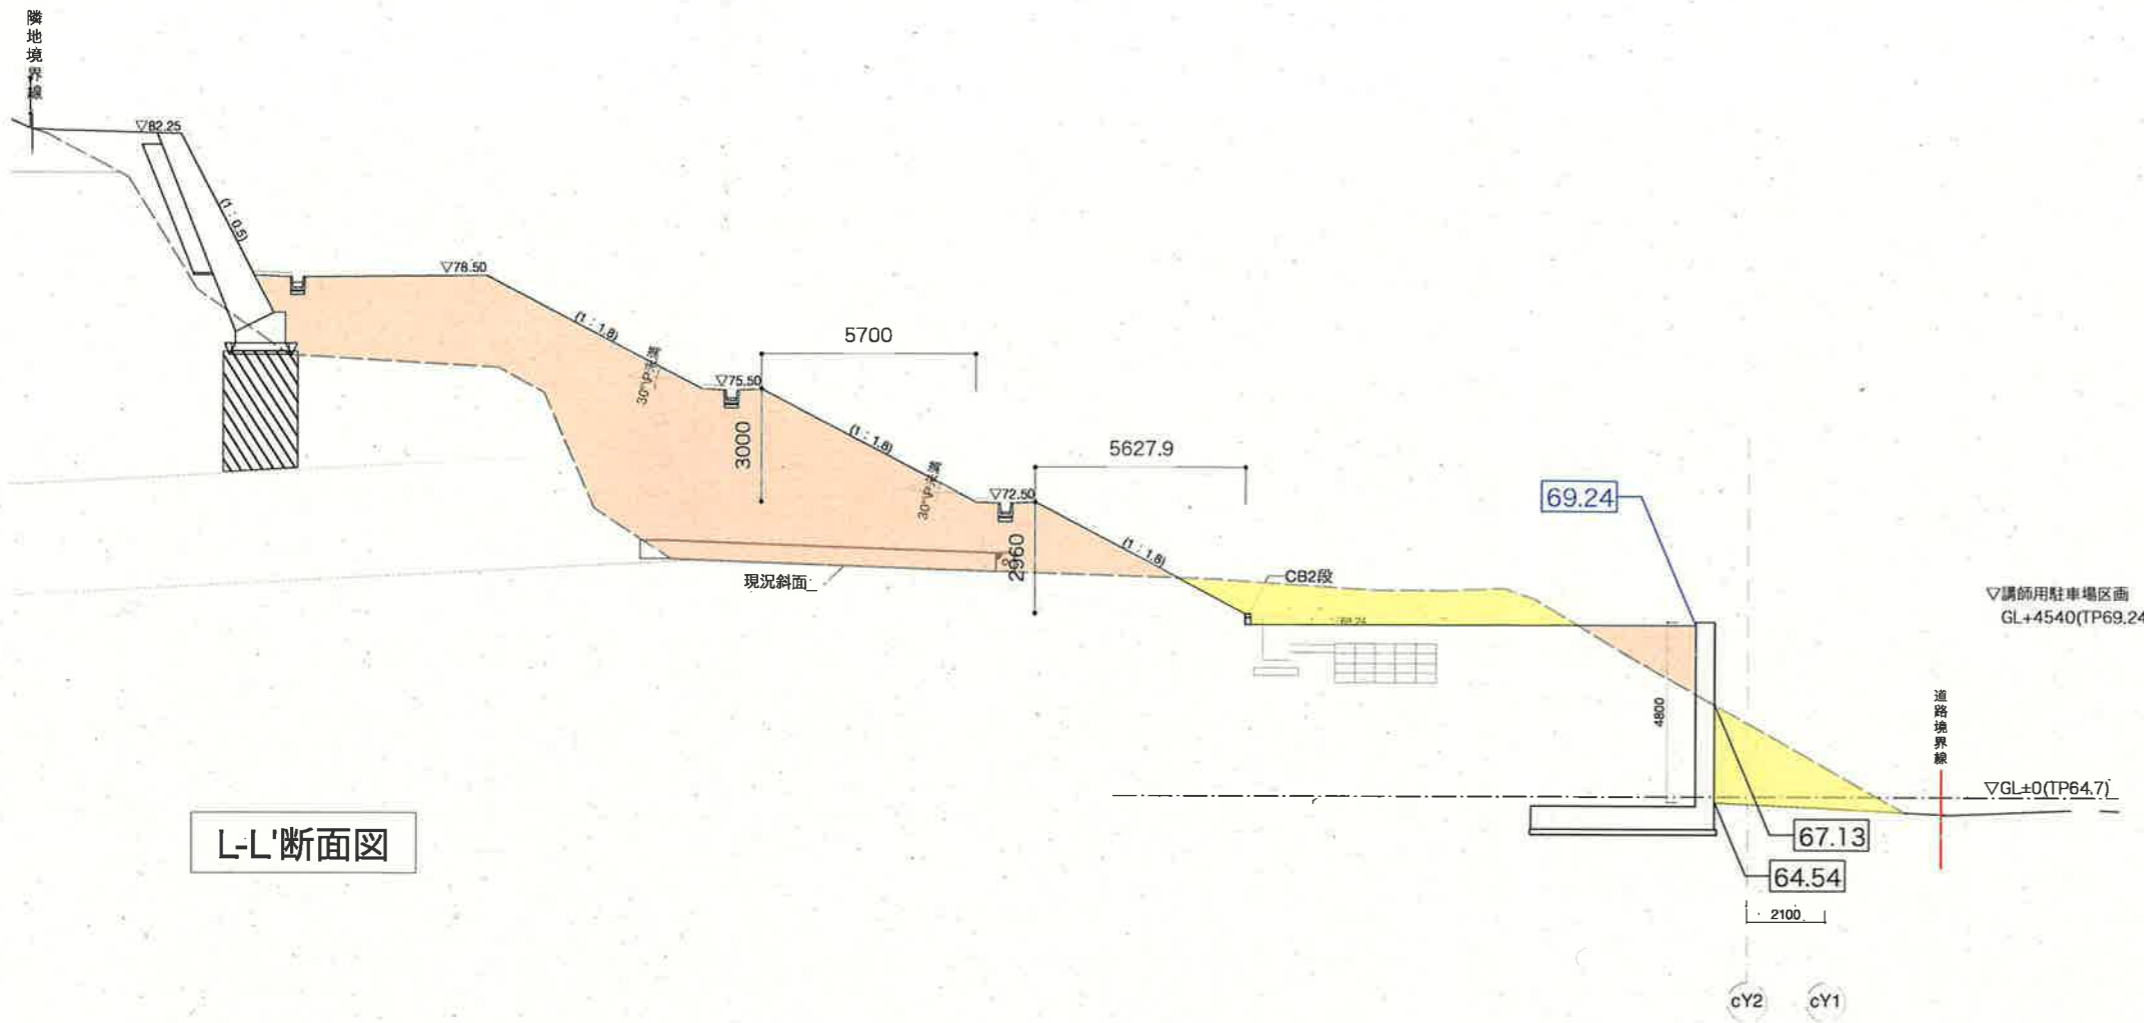 隣地境界線
▽82.25
(1:0.5)
▽78.50
(1:1.8)
▽75.50
5700
3000
(1:1.8)
▽72.50
5627.9
2960
(1:1.8)
69.24
CB2段
現況斜面
▽講師用駐車場区画
GL+4540(TP69.24
4800
道路境界線
▽GL±0(TP64.7)
67.13
64.54
2100
L-L'断面図
cY2
cY1